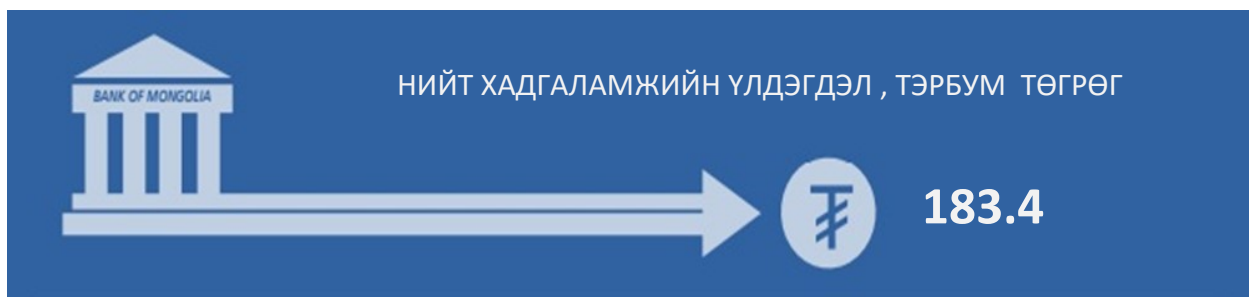 НИЙТ ХАДГАЛАМЖИЙН ҮЛДЭГДЭЛ , ТЭРБУМ ТӨГРӨГ
BANK OF MONGOLIA
₮ 183.4